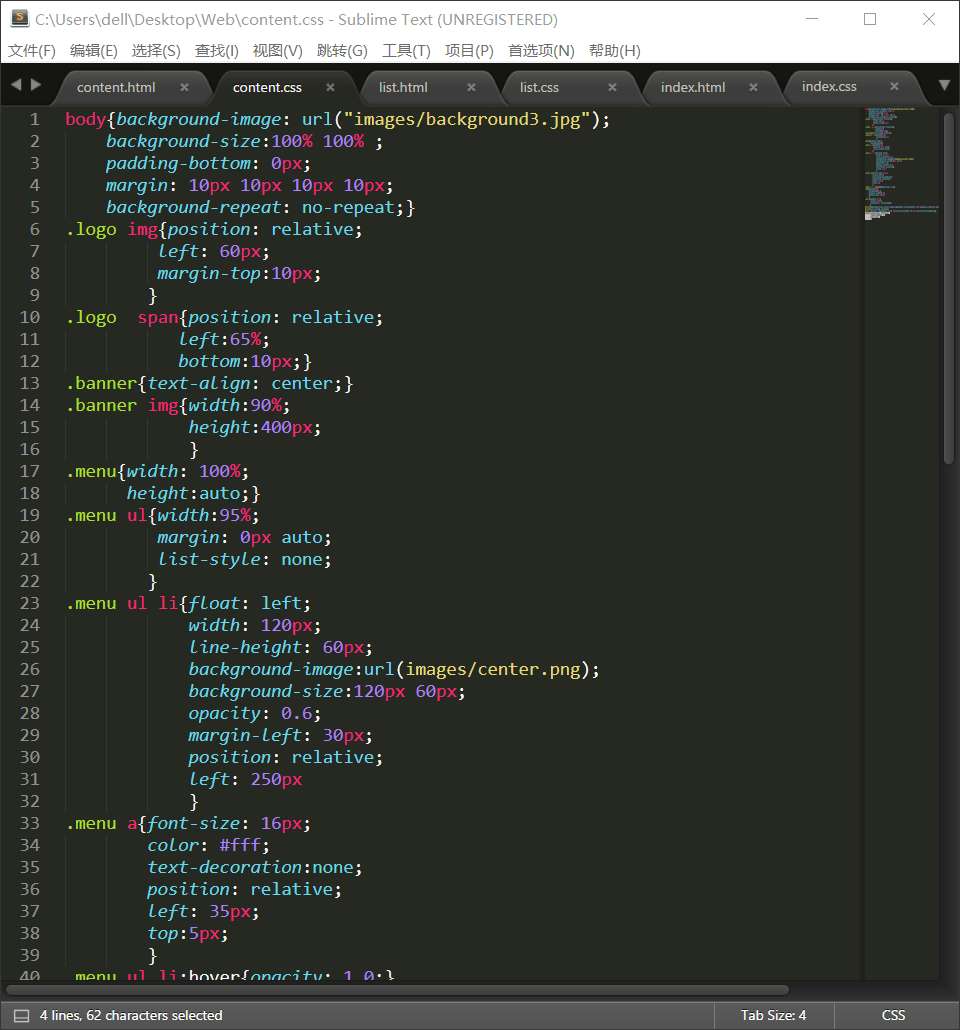 C:\Users\dell\Desktop\Web\content.css - Sublime Text (UNREGISTERED)
文件(F) 编辑(E) 选择(S) 查找(I) 视图(V) 跳转(G) 工具(T) 项目(P) 首选项(N) 帮助(H)
content.html × content.css × list.html × list.css × index.html × index.css ×
1 body{background-image: url("images/background3.jpg");
2 background-size:100% 100% ;
3 padding-bottom: 0px;
4 margin: 10px 10px 10px 10px;
5 background-repeat: no-repeat;}
6 .logo img{position: relative;
7 left: 60px;
8 margin-top:10px;
9 }
10 .logo  span{position: relative;
11 left:65%;
12 bottom:10px;}
13 .banner{text-align: center;}
14 .banner img{width:90%;
15 height:400px;
16 }
17 .menu{width: 100%;
18 height:auto;}
19 .menu ul{width:95%;
20 margin: 0px auto;
21 list-style: none;
22 }
23 .menu ul li{float: left;
24 width: 120px;
25 line-height: 60px;
26 background-image:url(images/center.png);
27 background-size:120px 60px;
28 opacity: 0.6;
29 margin-left: 30px;
30 position: relative;
31 left: 250px
32 }
33 .menu a{font-size: 16px;
34 color: #fff;
35 text-decoration:none;
36 position: relative;
37 left: 35px;
38 top:5px;
39 }
40 .menu ul li:hover{opacity: 1.0;}
4 lines, 62 characters selected Tab Size: 4 CSS